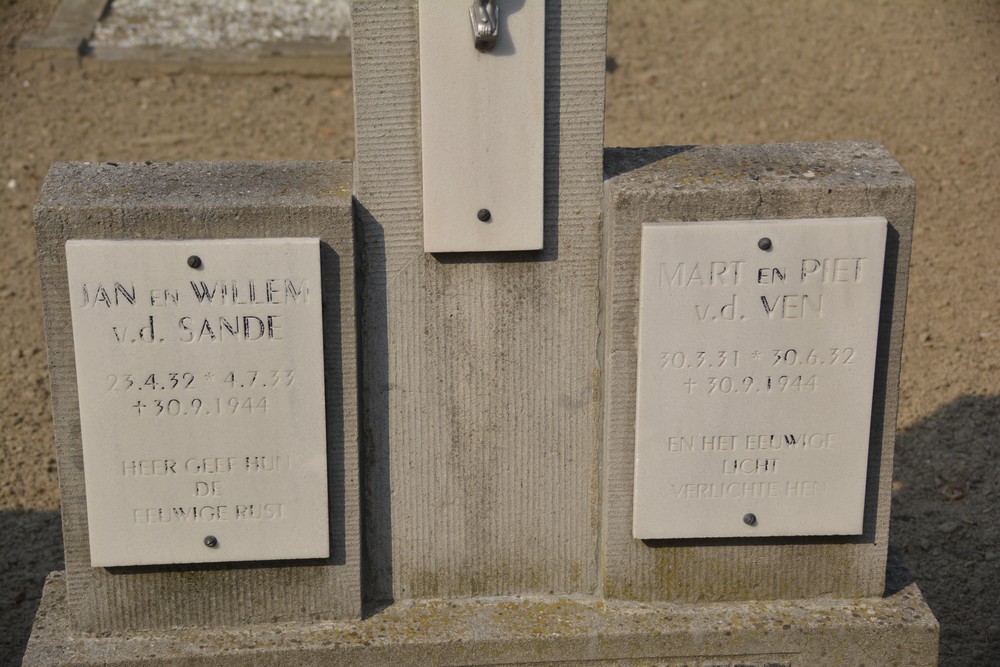 JAN EN WILLEM
v.d. SANDE
23.4.32 * 4.7.33
✝ 30.9.1944
HEER GEEF HUN
DE
EEUWIGE RUST
MART EN PIET
v.d. VEN
30.3.31 * 30.6.32
✝ 30.9.1944
EN HET EEUWIGE
LICHT
VERLICHTE HEN